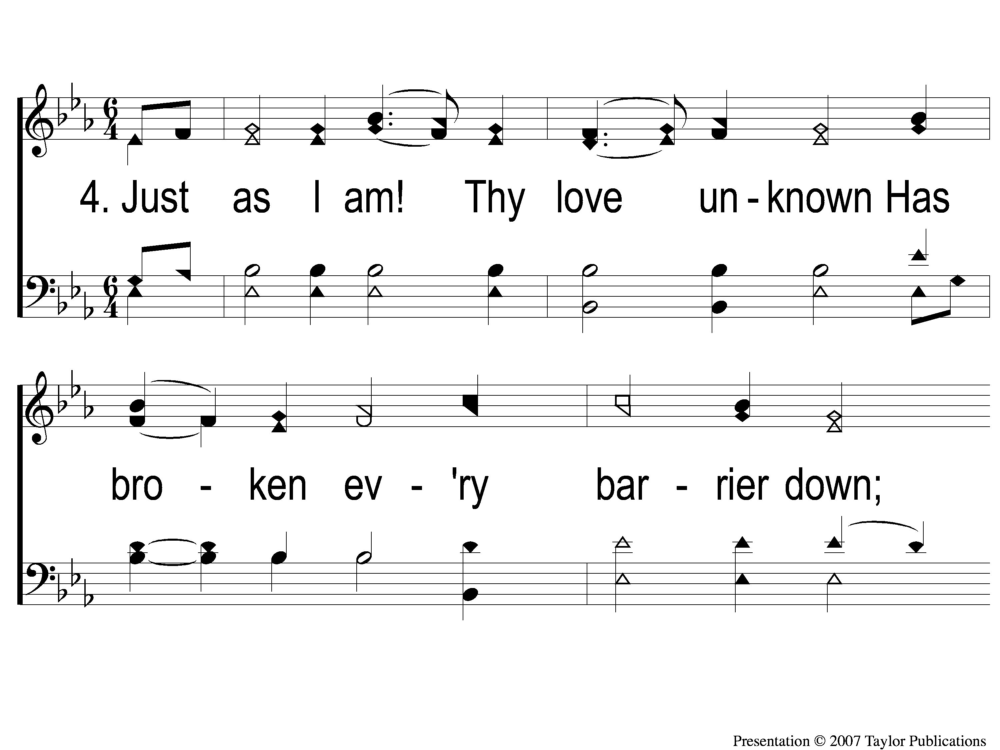 4. Just as I am! Thy love un - known Has
bro - ken ev - 'ry bar - rier down;
Presentation © 2007 Taylor Publications